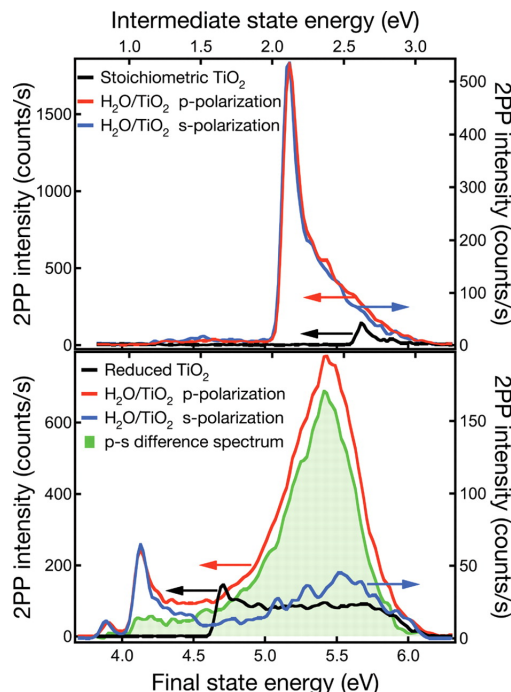 Intermediate state energy (eV)
1.0 1.5 2.0 2.5 3.0
Stoichiometric TiO2
H2O/TiO2 p-polarization
H2O/TiO2 s-polarization
2PP intensity (counts/s)
1500
1000
500
0
500
400
300
200
100
0
2PP intensity (counts/s)
Reduced TiO2
H2O/TiO2 p-polarization
H2O/TiO2 s-polarization
p-s difference spectrum
2PP intensity (counts/s)
600
400
200
0
150
100
50
0
2PP intensity (counts/s)
4.0 4.5 5.0 5.5 6.0
Final state energy (eV)